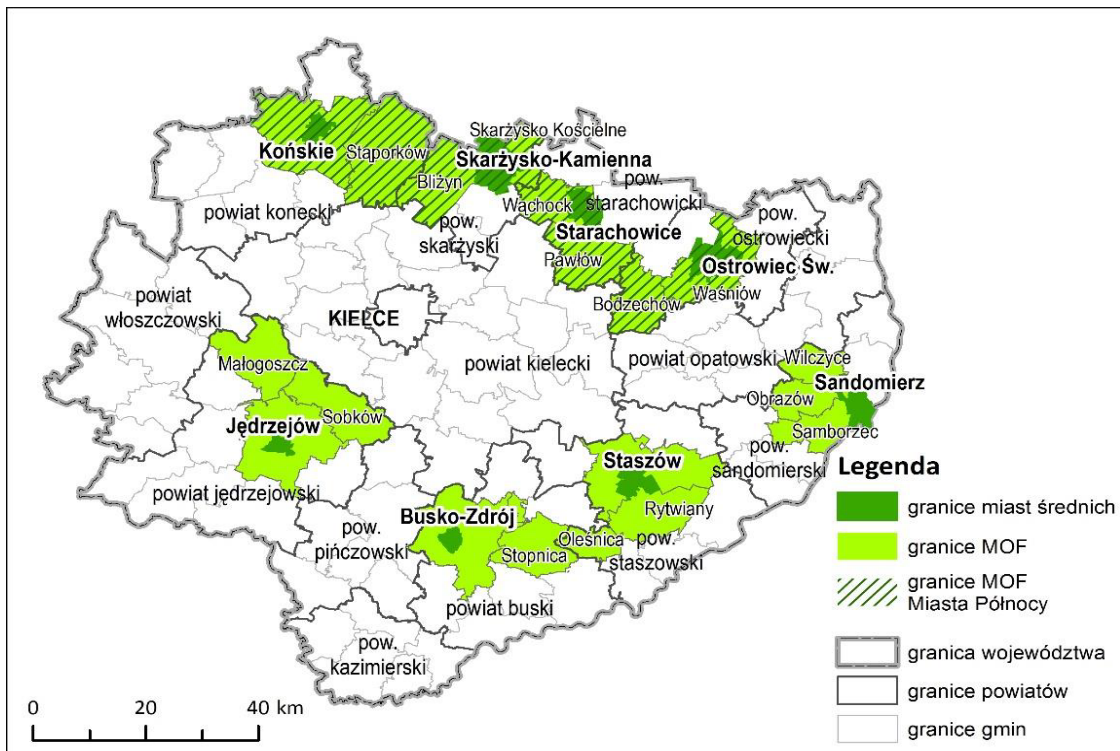 Skarżysko Kościelne
Końskie
Stąporków
Skarżysko-Kamienna
Bliżyn
pow.
starachowicki
Wąchock
powiat konecki
pow.
skarżyski
Starachowice
pow.
ostrowiecki
Pawłów
Ostrowiec Św.
Bodzechów
Waśniów
powiat
włoszczowski
KIELCE
powiat kielecki
powiat opatowski
Wilczyce
Małogoszcz
Sandomierz
Obrazów
Sobków
Jędrzejów
Samborzec
pow.
sandomierski
Staszów
powiat jędrzejowski
Rytwiany
Busko-Zdrój
pow.
pińczowski
Stopnica
Oleśnica
pow.
staszowski
powiat buski
pow.
kazimierski
0 20 40 km
Legenda
granice miast średnich
granice MOF
granice MOF
Miasta Północy
granica województwa
granice powiatów
granice gmin